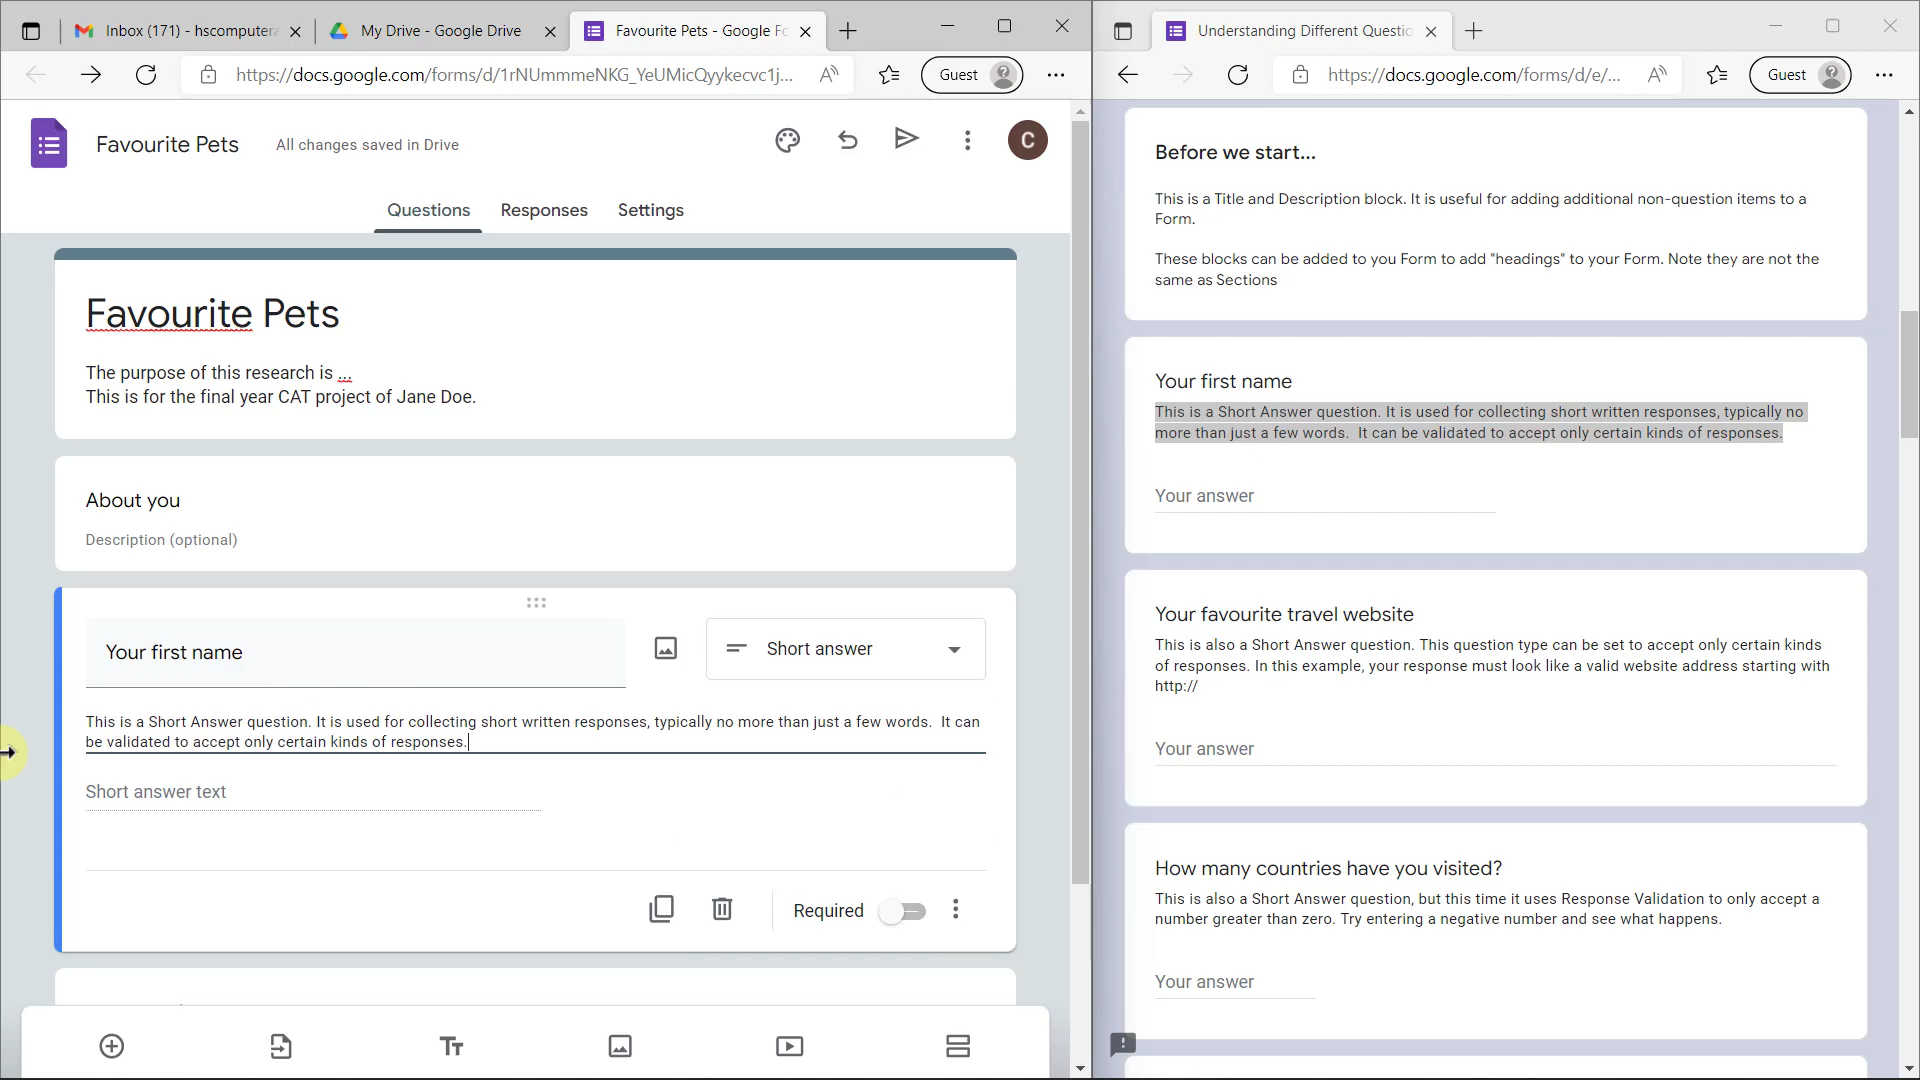 Inbox (171) - hscomputera
My Drive - Google Drive
Favourite Pets - Google Fo
https://docs.google.com/forms/d/1rNUmmmeNKG_YeUMicQyykecvc1j...
Guest
Favourite Pets
All changes saved in Drive
C
Questions
Responses
Settings
Favourite Pets
The purpose of this research is ...
This is for the final year CAT project of Jane Doe.
About you
Description (optional)
Your first name
Short answer
This is a Short Answer question. It is used for collecting short written responses, typically no more than just a few words.  It can
be validated to accept only certain kinds of responses.
Short answer text
Required
Tт
Understanding Different Questio
https://docs.google.com/forms/d/e/...
Guest
Before we start...
This is a Title and Description block. It is useful for adding additional non-question items to a
Form.
These blocks can be added to you Form to add "headings" to your Form. Note they are not the
same as Sections
Your first name
This is a Short Answer question. It is used for collecting short written responses, typically no
more than just a few words.  It can be validated to accept only certain kinds of responses.
Your answer
Your favourite travel website
This is also a Short Answer question. This question type can be set to accept only certain kinds
of responses. In this example, your response must look like a valid website address starting with
http://
Your answer
How many countries have you visited?
This is also a Short Answer question, but this time it uses Response Validation to only accept a
number greater than zero. Try entering a negative number and see what happens.
Your answer